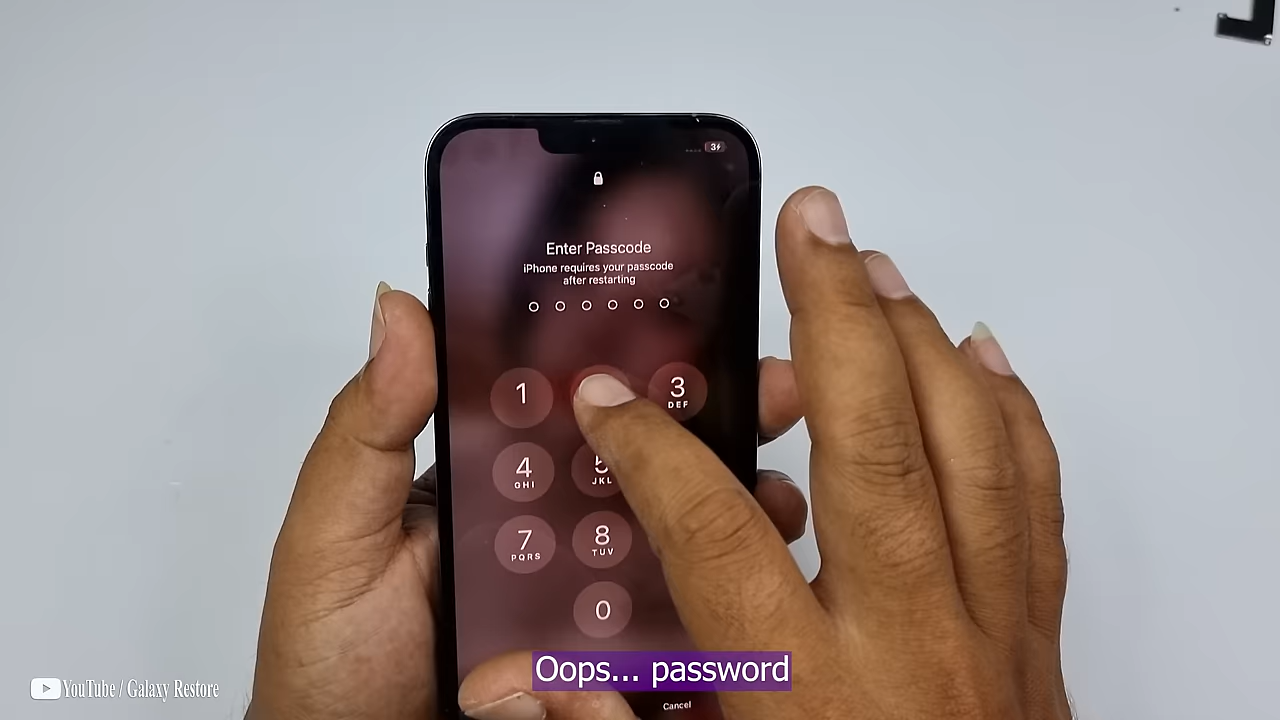 3
Enter Passcode
iPhone requires your passcode
after restarting
1
3
DEF
4
GHI
5
JKL
7
PQRS
8
TUV
0
Oops... password
YouTube / Galaxy Restore
Cancel